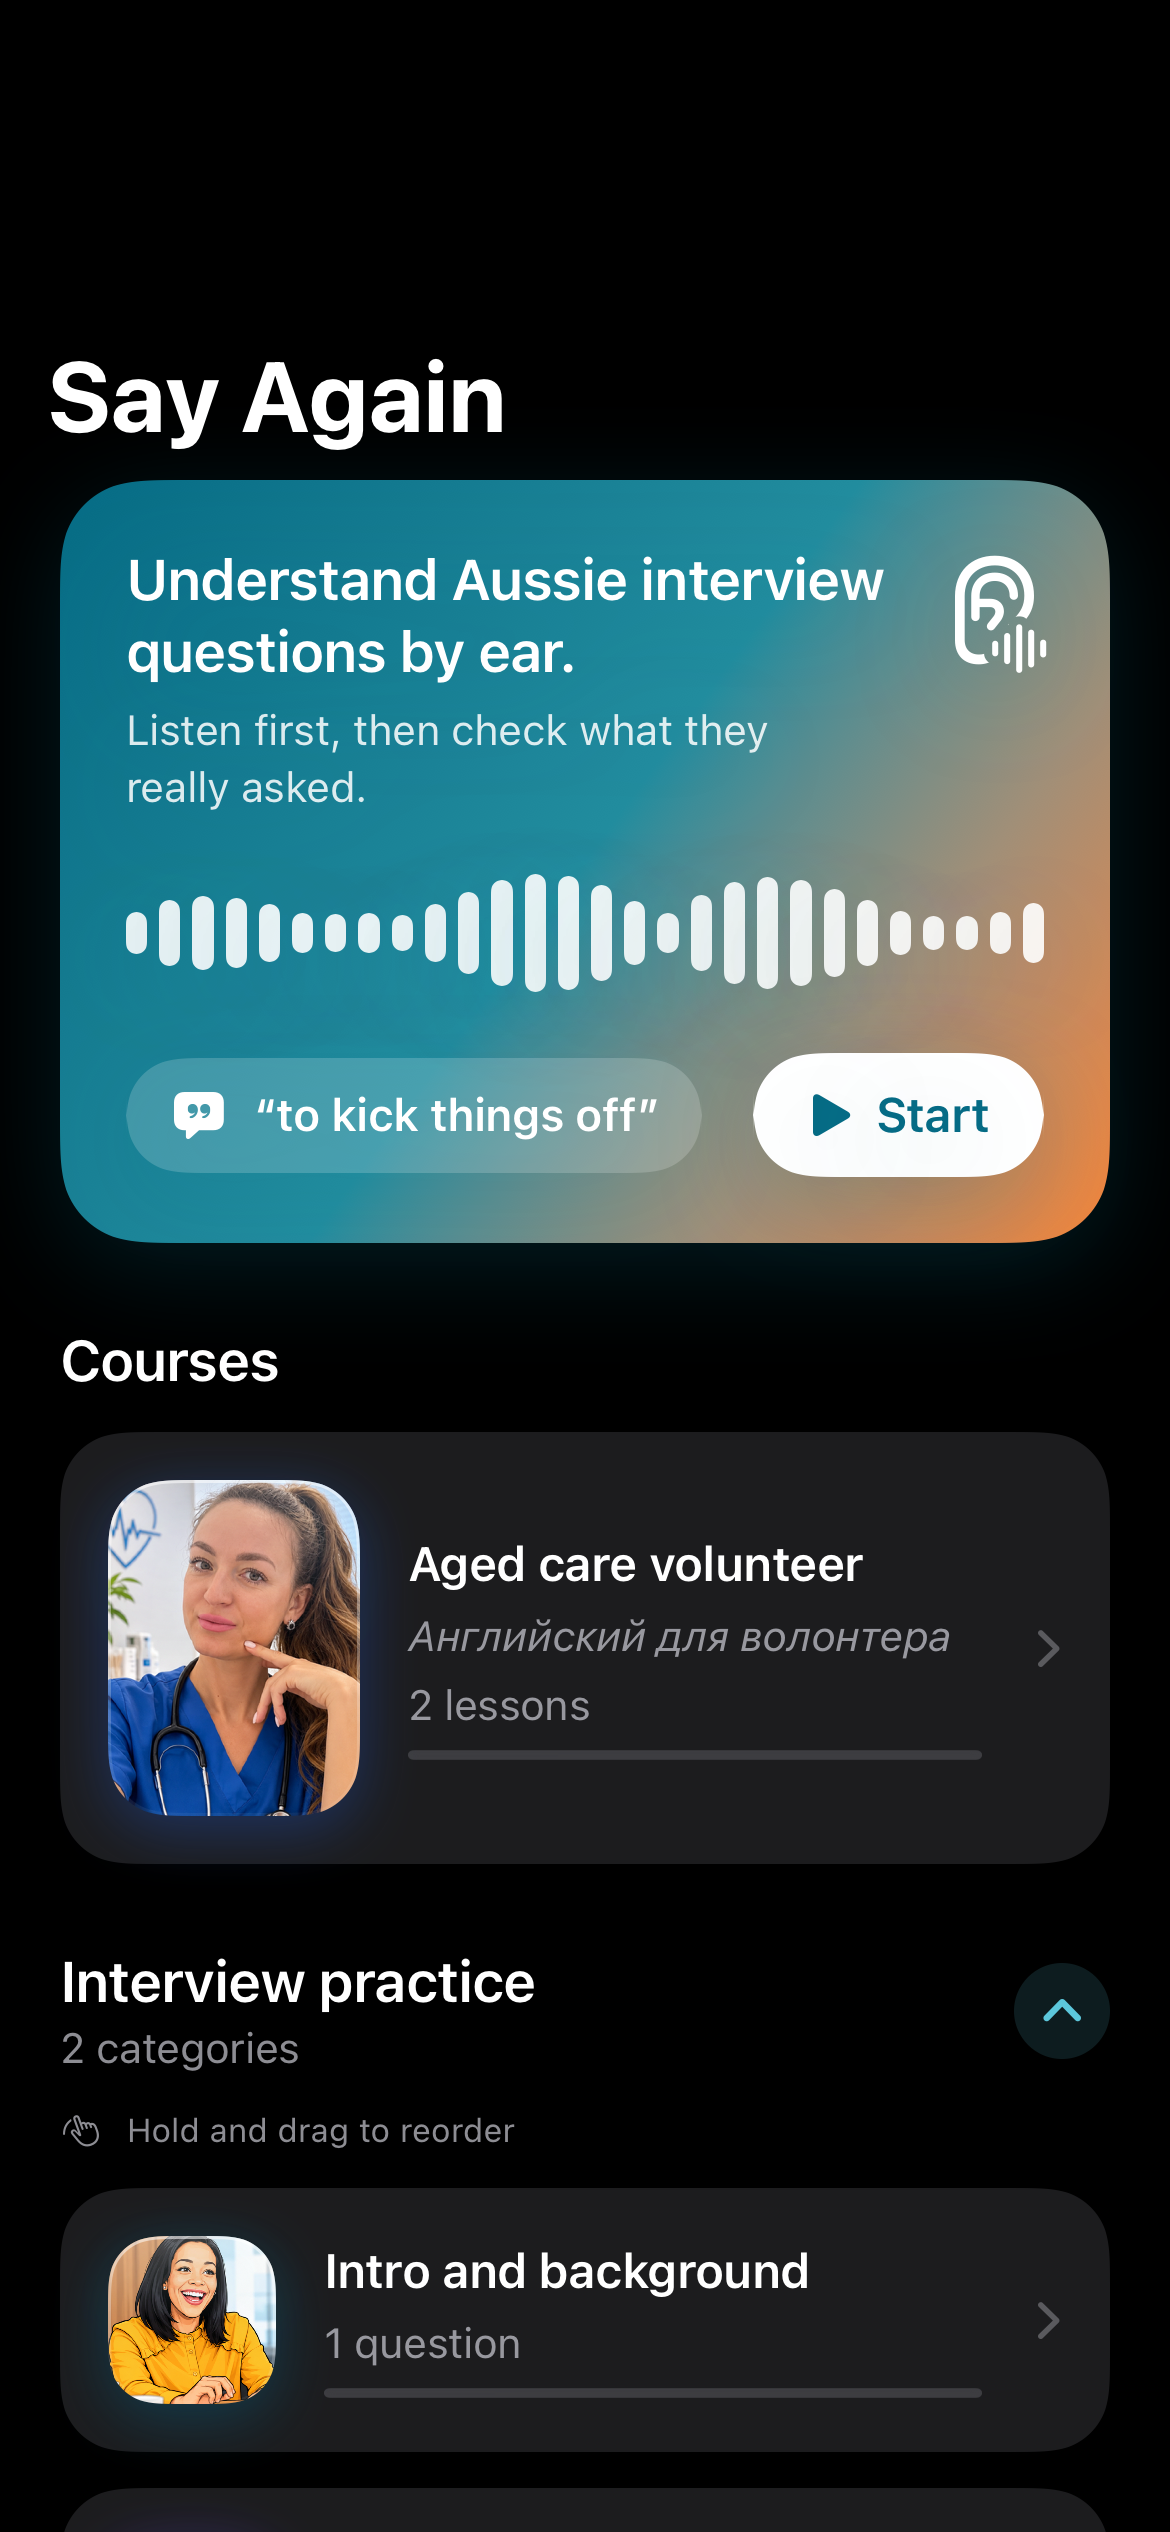 Say Again
Understand Aussie interview
questions by ear.
Listen first, then check what they
really asked.
“to kick things off”
Start
Courses
Aged care volunteer
Английский для волонтера
2 lessons
Interview practice
2 categories
Hold and drag to reorder
Intro and background
1 question